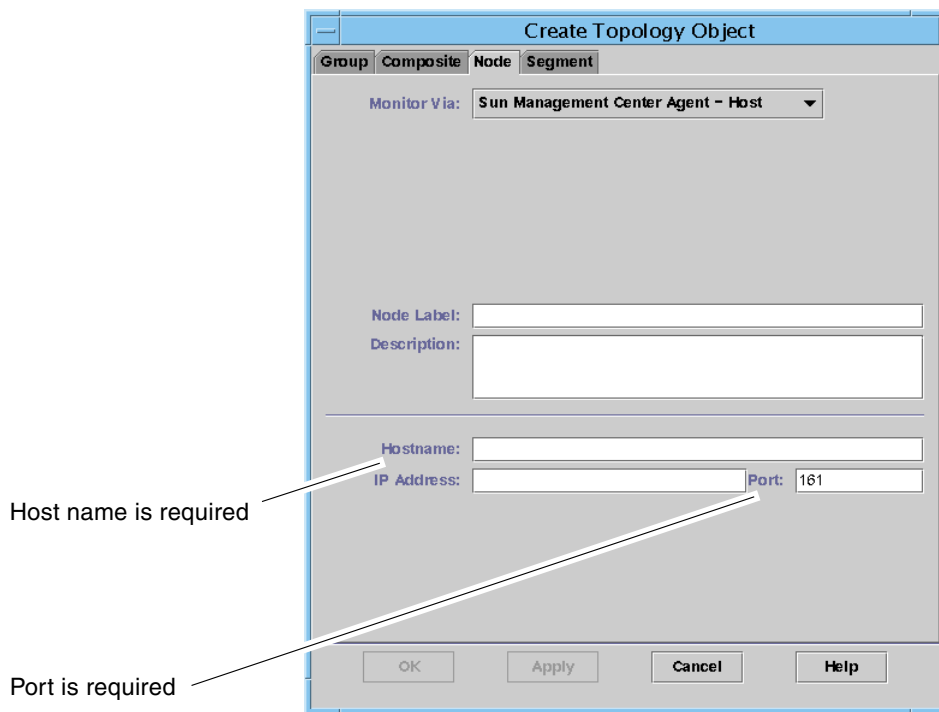 Create Topology Object
Group Composite Node Segment
Monitor Via: Sun Management Center Agent - Host
Node Label:
Description:
Hostname:
IP Address: Port: 161
Host name is required
OK Apply Cancel Help
Port is required